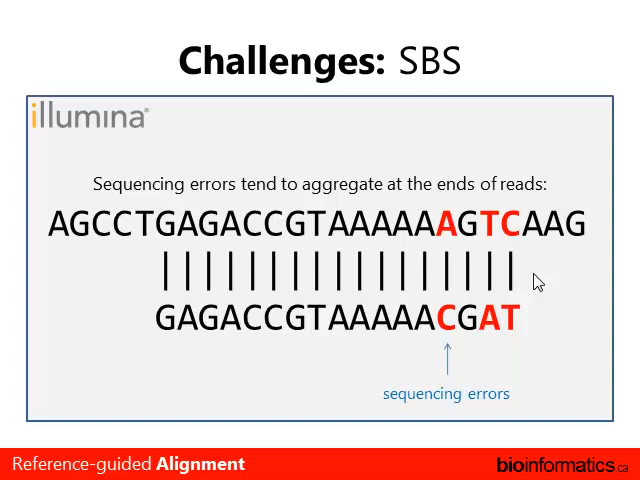 Challenges: SBS
illumina®
Sequencing errors tend to aggregate at the ends of reads:
AGCCTGAGACCGTAAAAAAGTCAAG
|||||||||||||||||
GAGACCGTAAAAACGAT
sequencing errors
Reference-guided Alignment
bioinformatics.ca